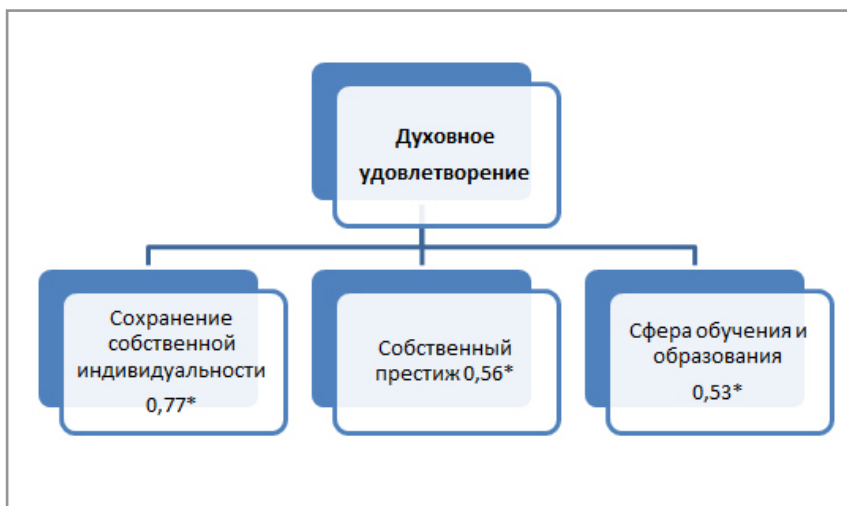 Духовное
удовлетворение
Сохранение
собственной
индивидуальности
0,77*
Собственный
престиж 0,56*
Сфера обучения и
образования
0,53*